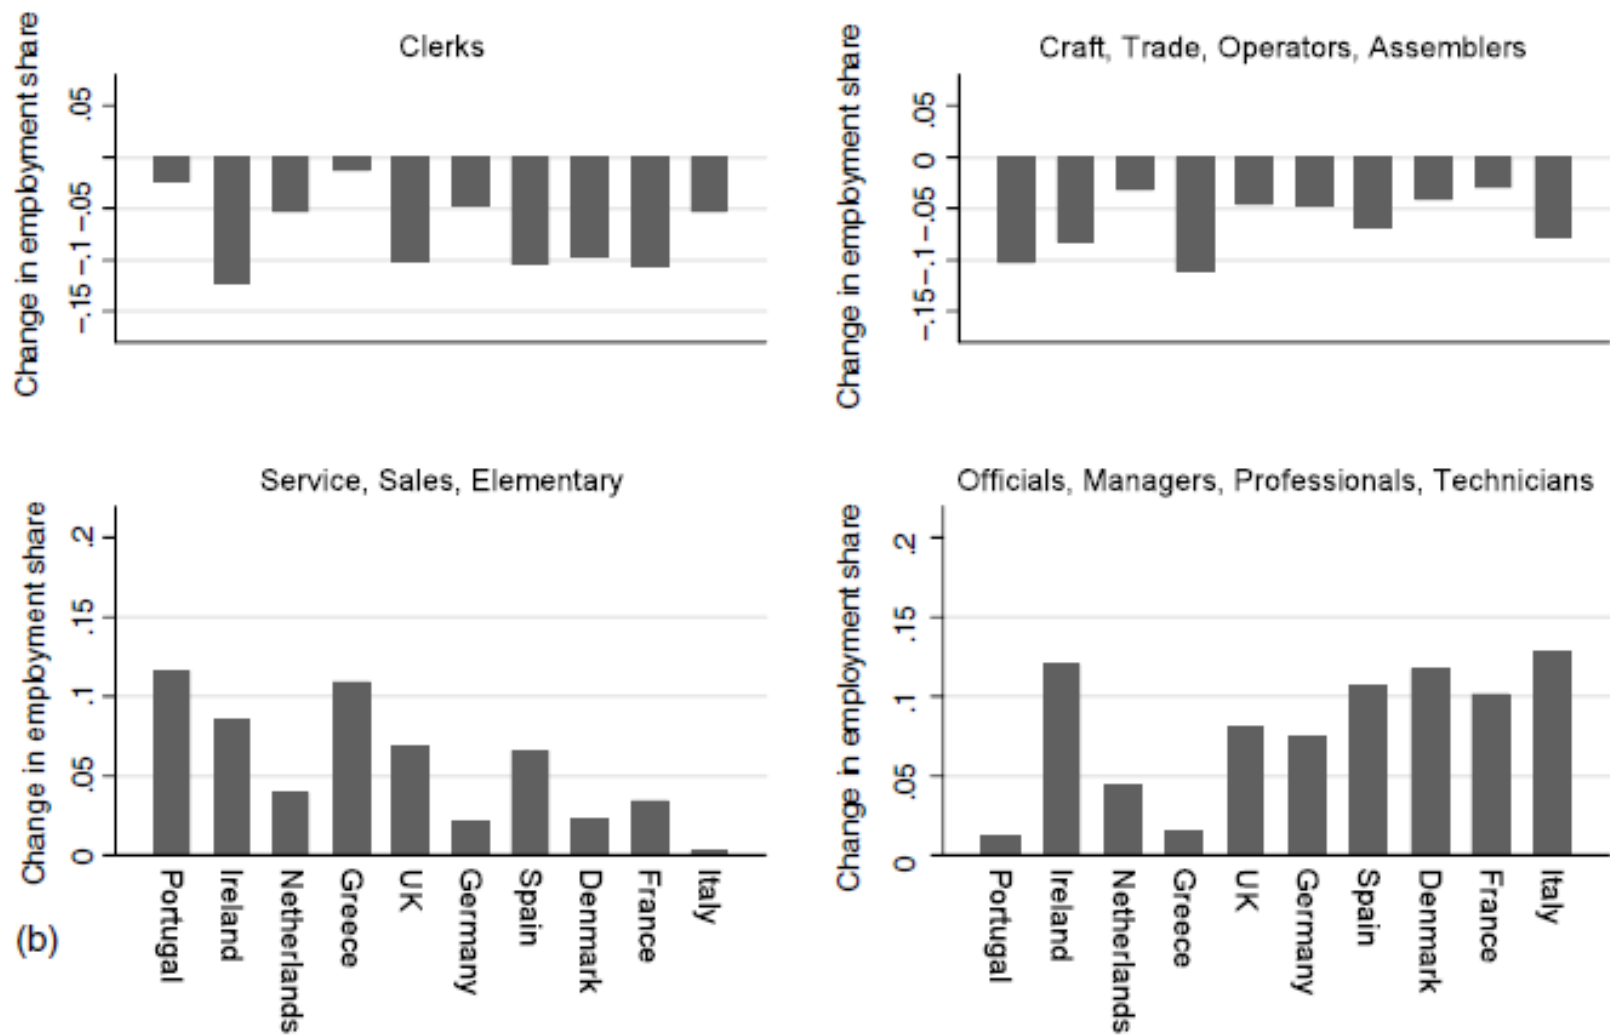 Clerks
Change in employment share
.05
−.05
−.1
−.15
Craft, Trade, Operators, Assemblers
Change in employment share
.05
0
−.05
−.1
−.15
Service, Sales, Elementary
Change in employment share
.2
.15
.1
.05
0
Portugal
Ireland
Netherlands
Greece
UK
Germany
Spain
Denmark
France
Italy
Officials, Managers, Professionals, Technicians
Change in employment share
.2
.15
.1
.05
0
Portugal
Ireland
Netherlands
Greece
UK
Germany
Spain
Denmark
France
Italy
(b)